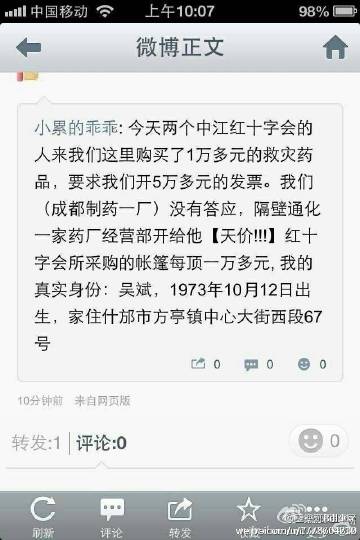 中国移动 上午10:07 98%
微博正文
小累的乖乖: 今天两个中江红十字会的
人来我们这里购买了1万多元的救灾药
品，要求我们开5万多元的发票。我们
（成都制药一厂）没有答应，隔壁通化
一家药厂经营部开给他【天价!!!】红十
字会所采购的帐篷每顶一万多元, 我的
真实身份：吴斌，1973年10月12日出
生，家住什邡市方亭镇中心大街西段67
号
0 0 0
10分钟前 来自网页版
转发:1 评论:0 0
刷新 评论 转发